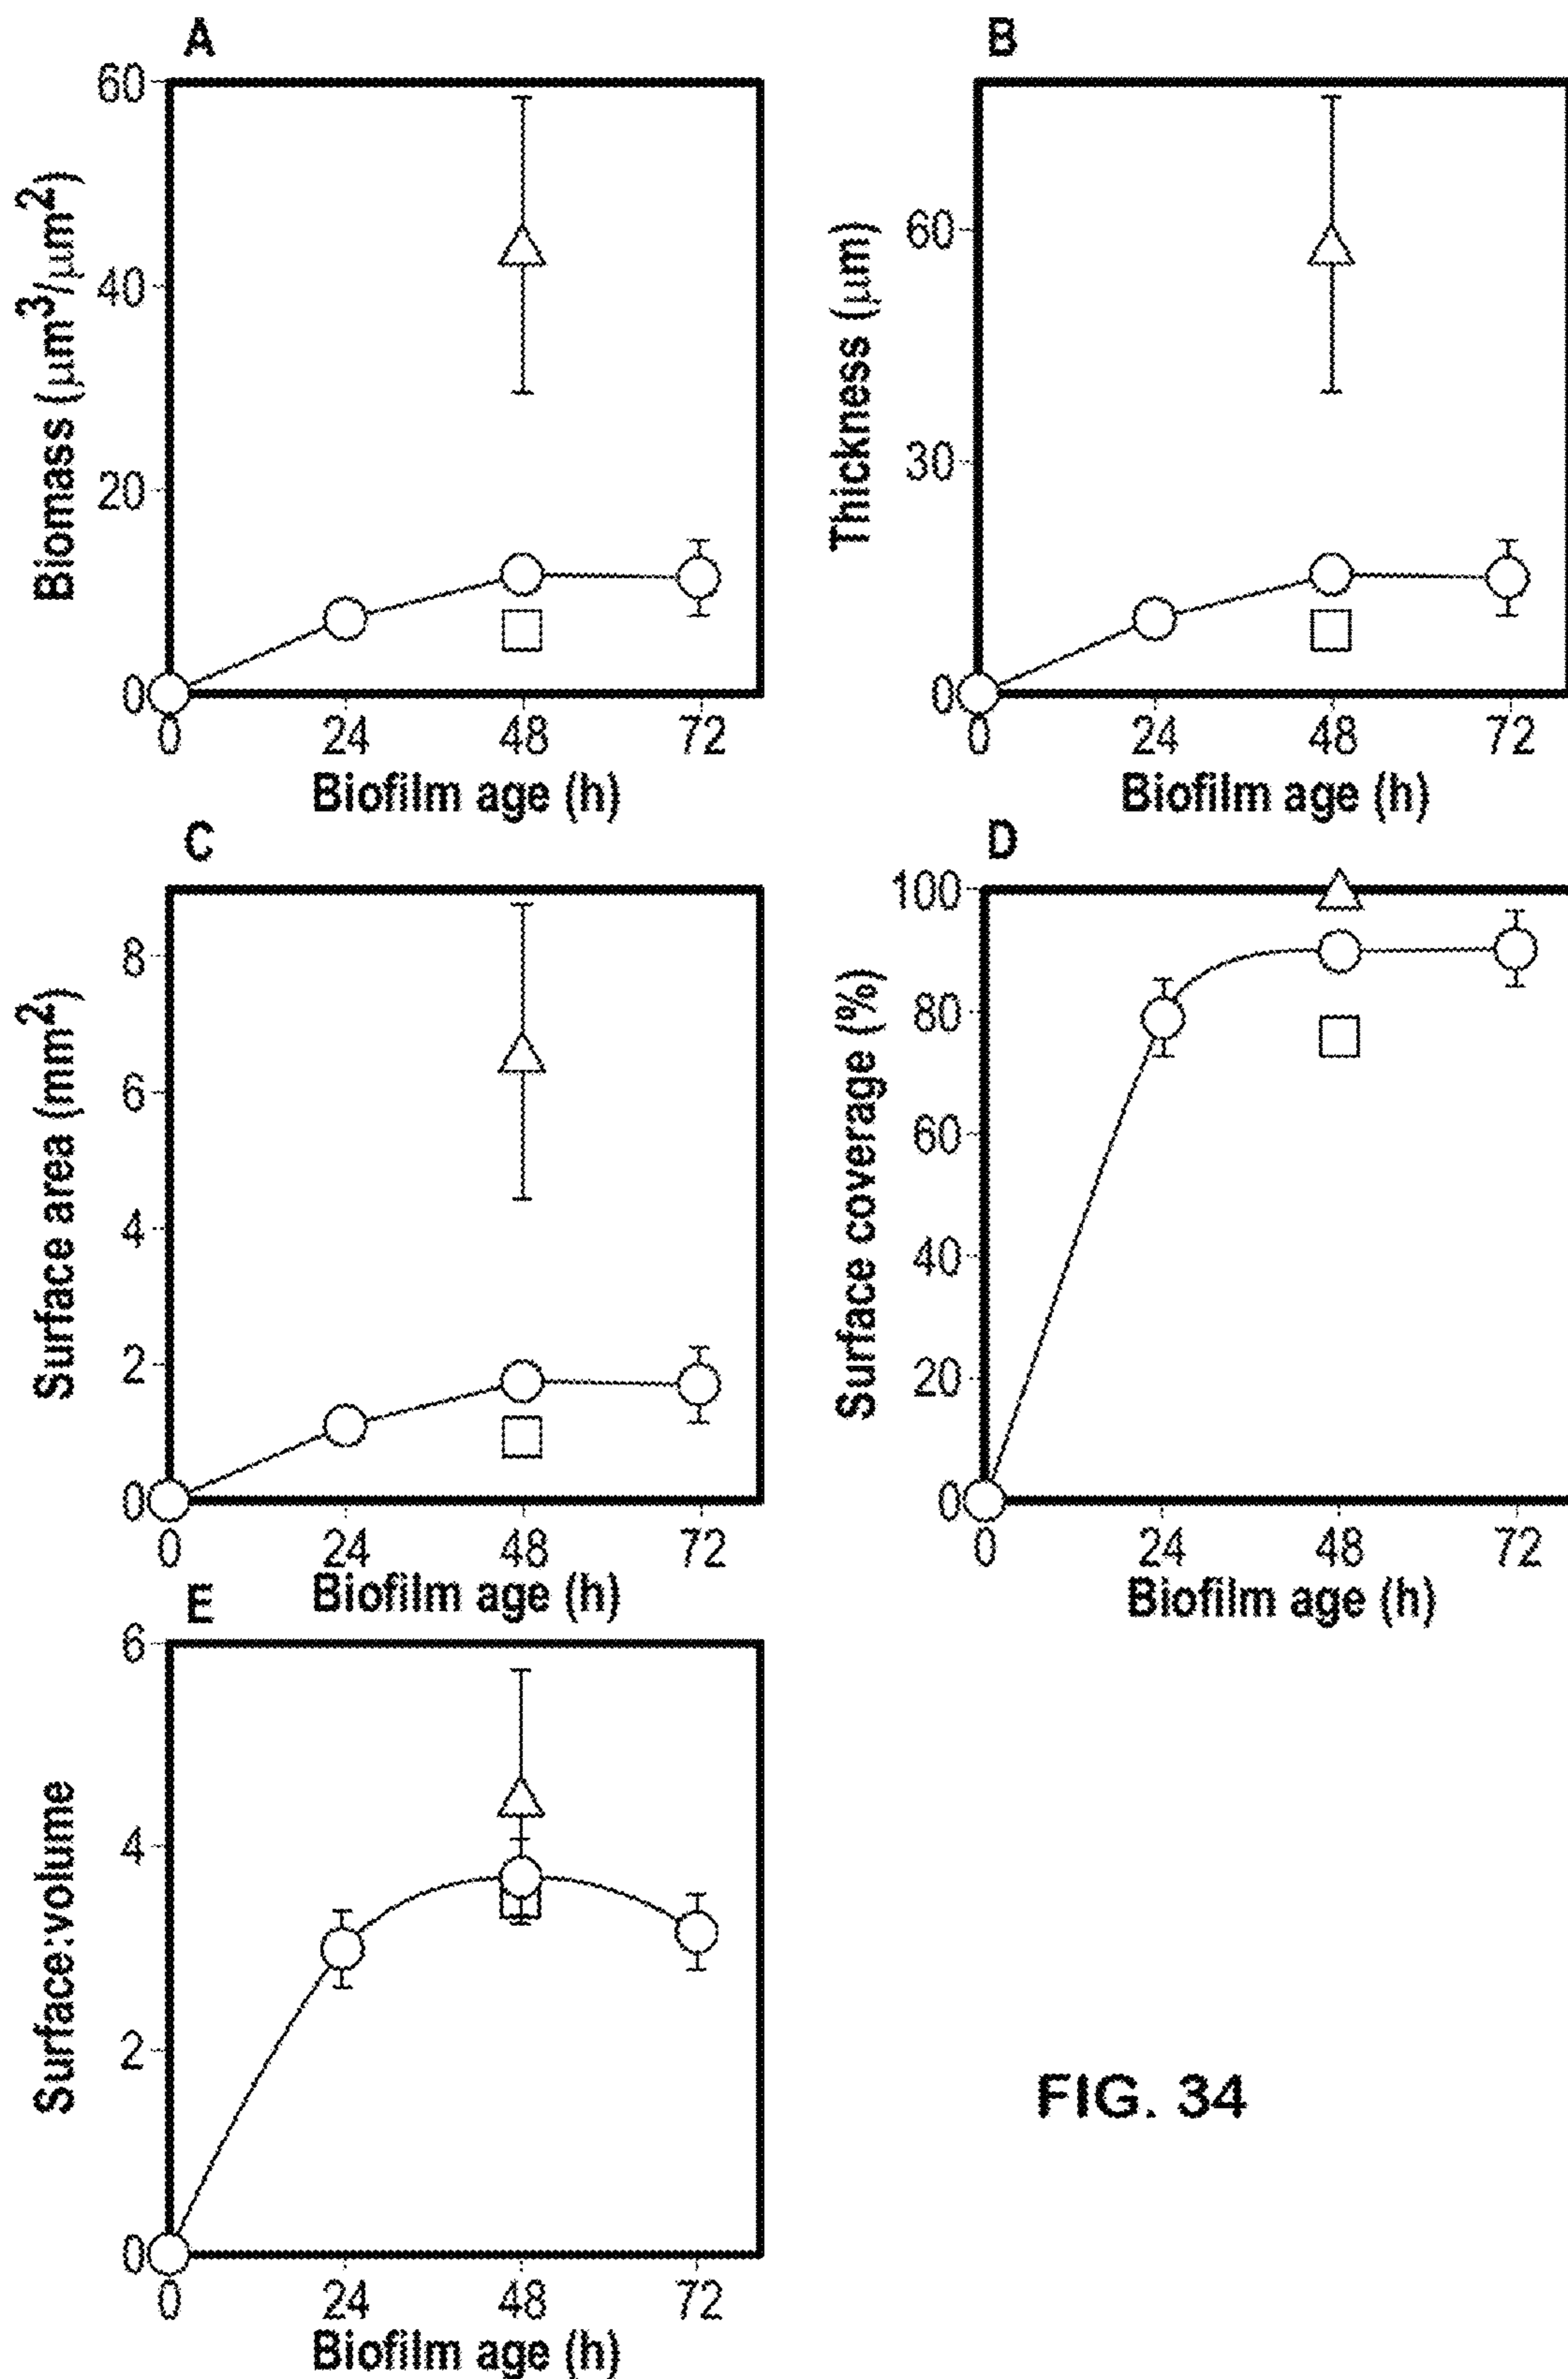 A
Biomass (μm³/μm²)
60
40
20
0
0 24 48 72
Biofilm age (h)
B
Thickness (μm)
60
30
0
0 24 48 72
Biofilm age (h)
C
Surface area (mm²)
8
6
4
2
0
0 24 48 72
Biofilm age (h)
D
Surface coverage (%)
100
80
60
40
20
0
0 24 48 72
Biofilm age (h)
E
Surface:volume
6
4
2
0
0 24 48 72
Biofilm age (h)
FIG. 34